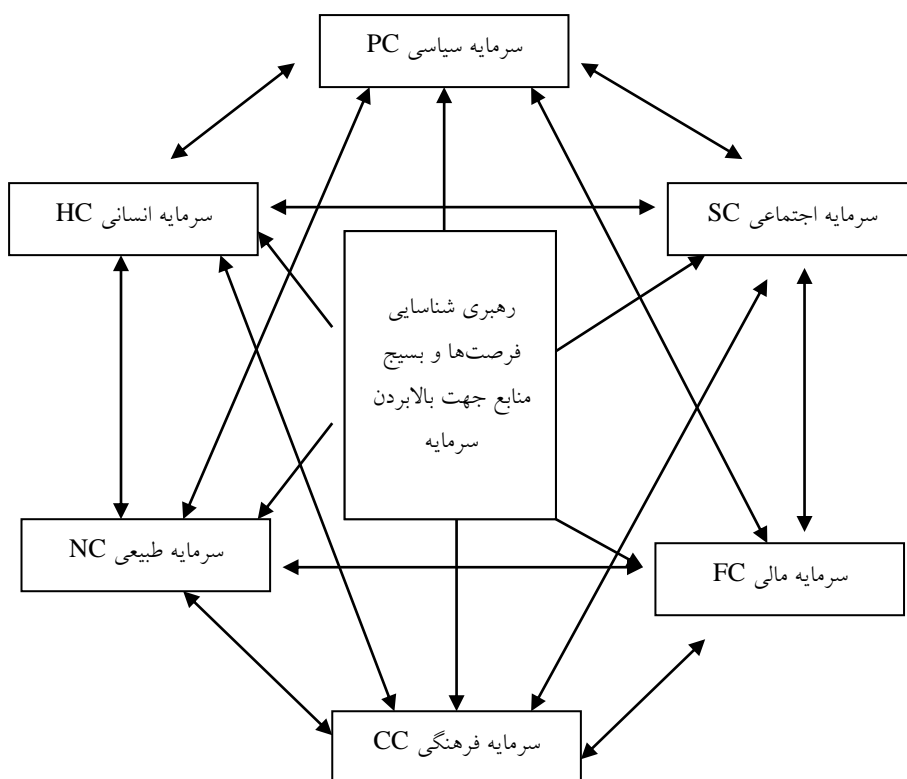 سرمایه سیاسی PC
سرمایه انسانی HC
سرمایه اجتماعی SC
رهبری شناسایی
فرصت‌ها و بسیج
منابع جهت بالابردن
سرمایه
سرمایه طبیعی NC
سرمایه مالی FC
سرمایه فرهنگی CC